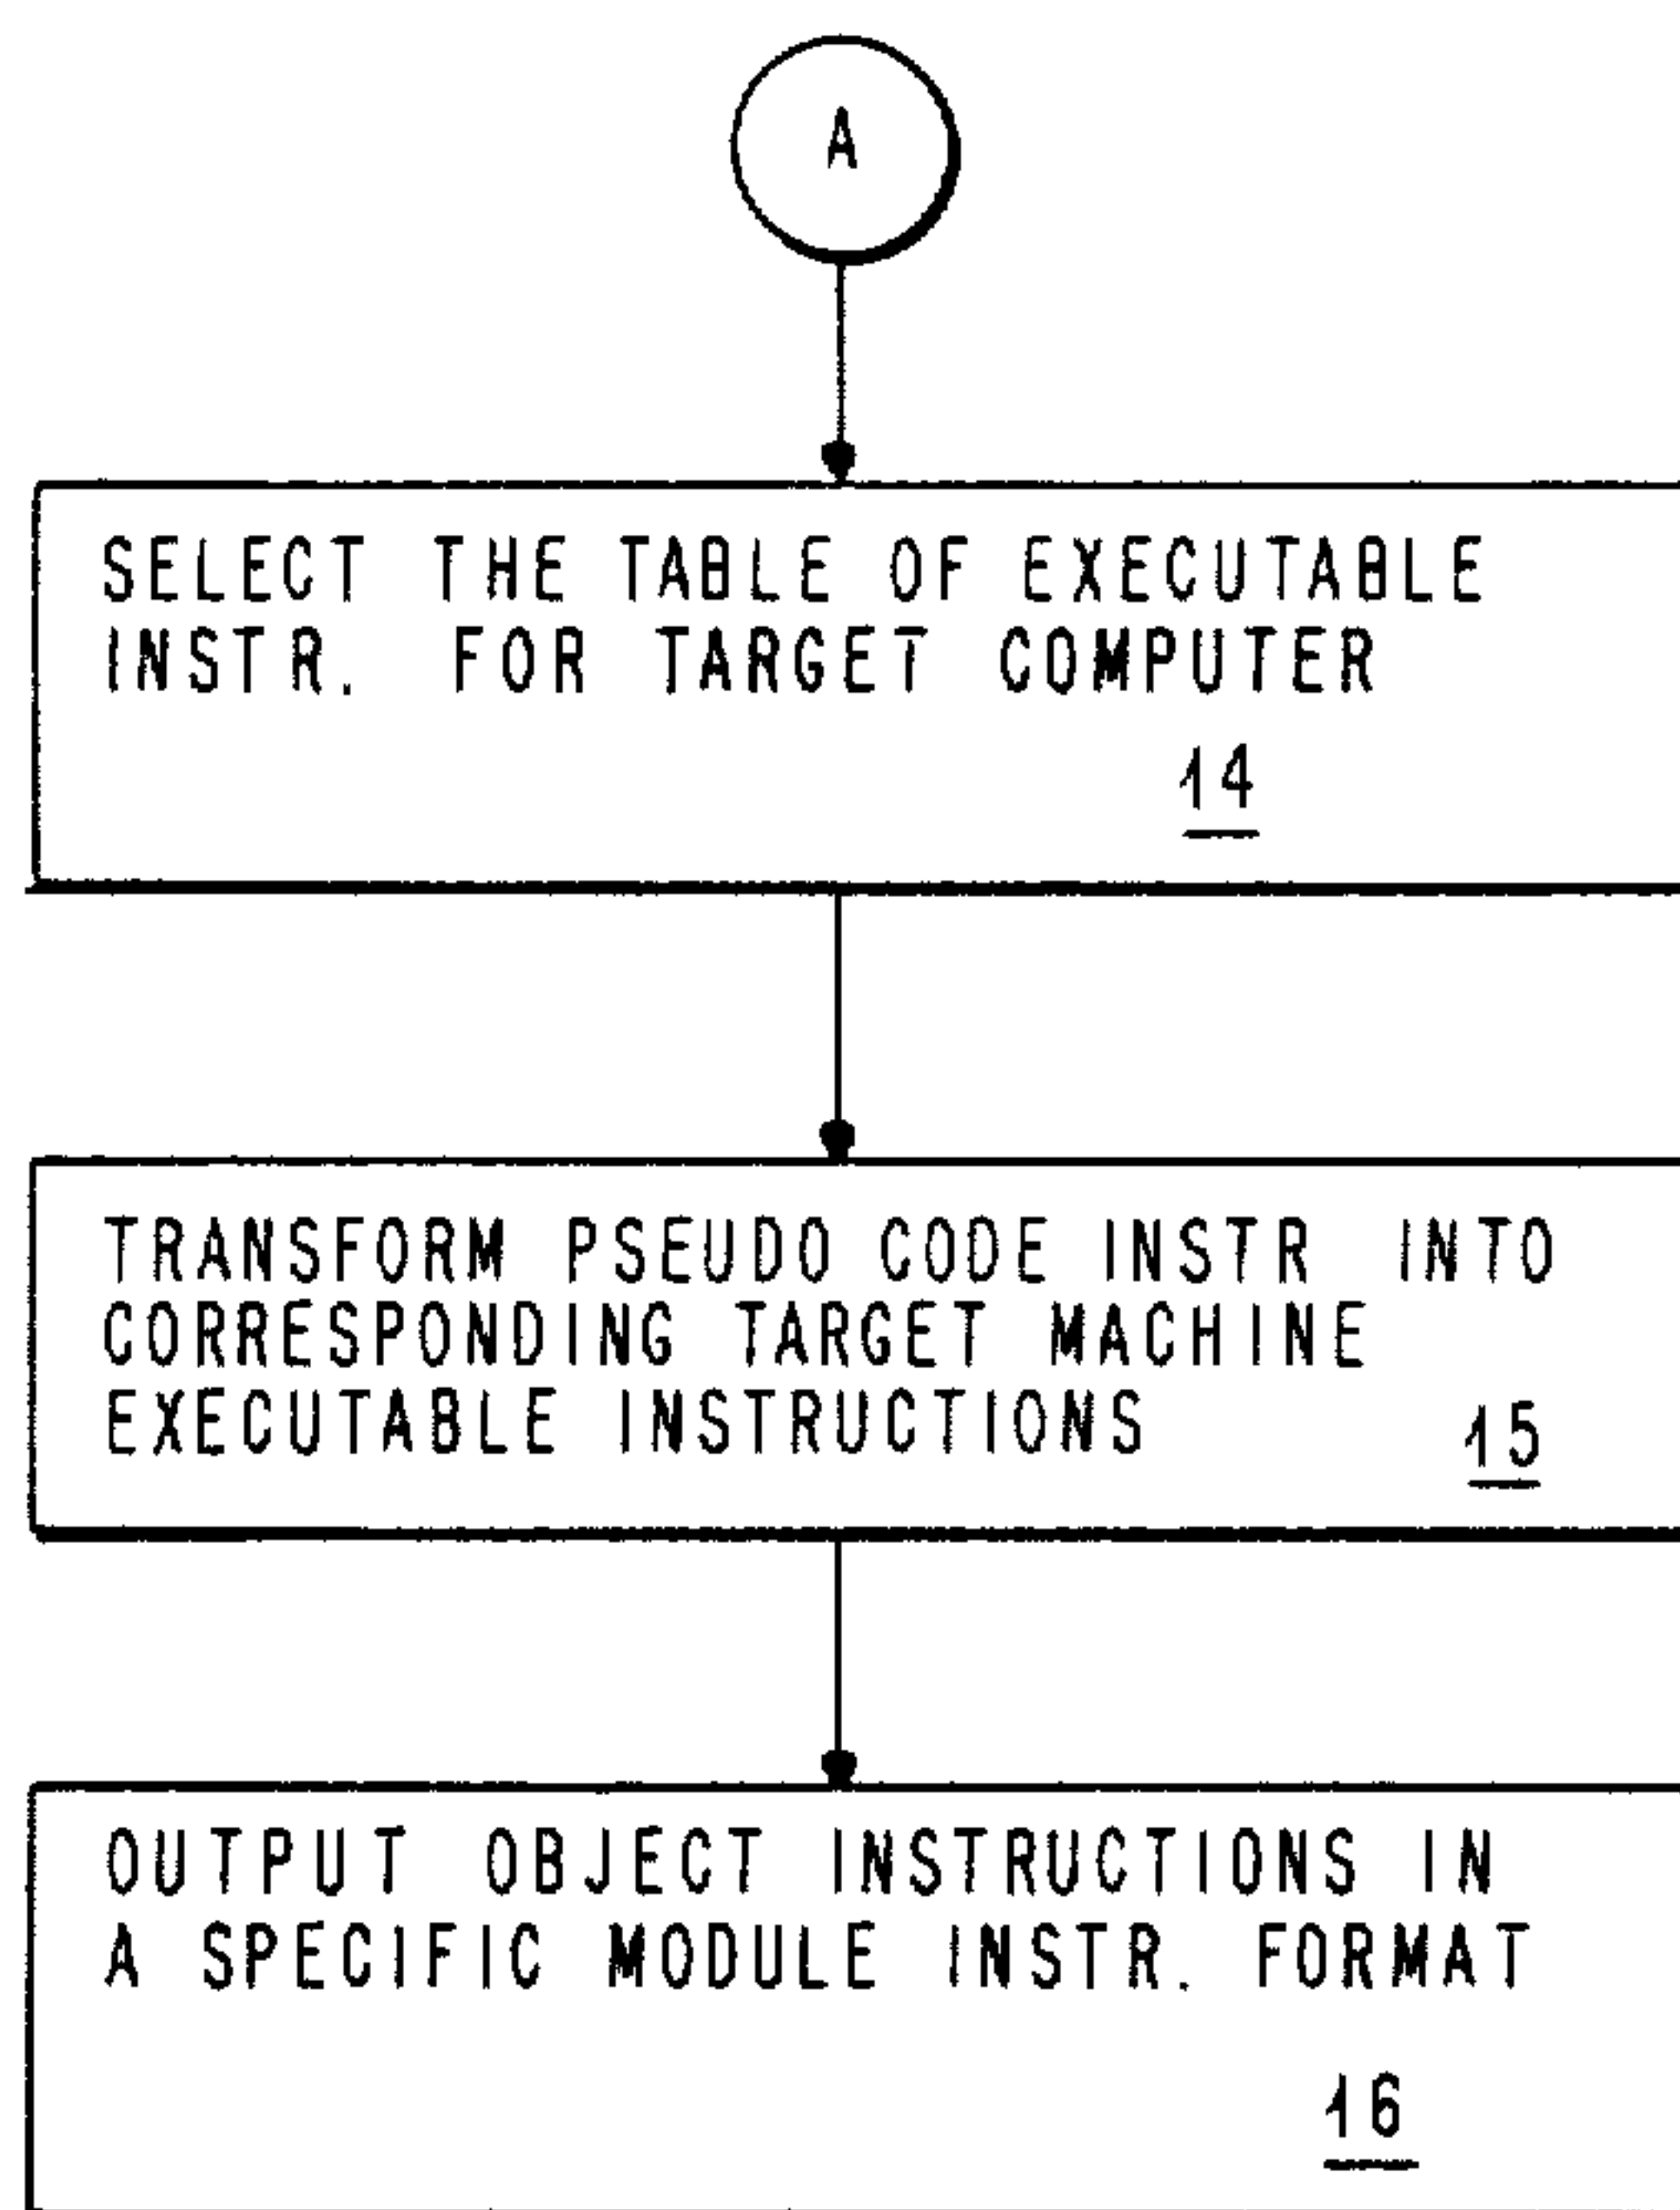 A
SELECT THE TABLE OF EXECUTABLE
INSTR. FOR TARGET COMPUTER
14
TRANSFORM PSEUDO CODE INSTR INTO
CORRESPONDING TARGET MACHINE
EXECUTABLE INSTRUCTIONS
15
OUTPUT OBJECT INSTRUCTIONS IN
A SPECIFIC MODULE INSTR. FORMAT
16